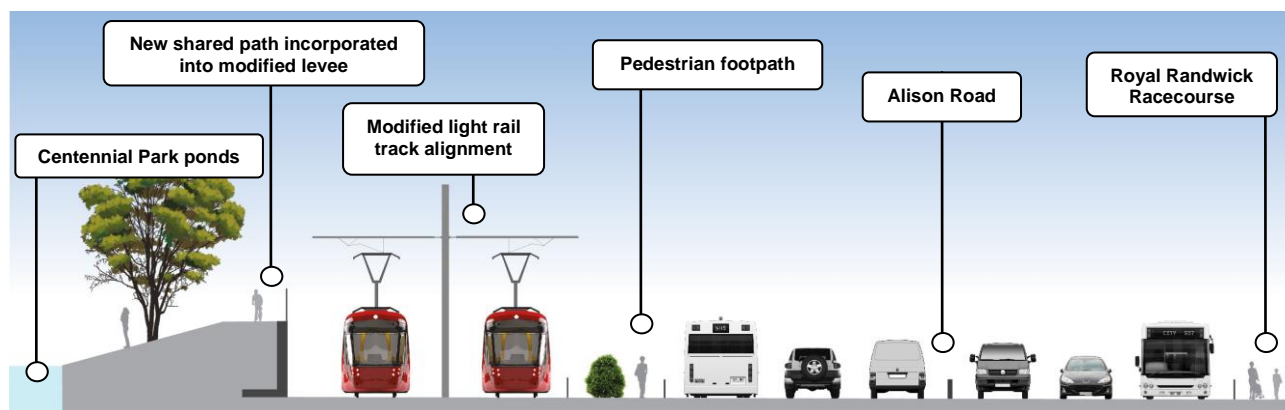 New shared path incorporated
into modified levee
Pedestrian footpath
Alison Road
Royal Randwick
Racecourse
Modified light rail
track alignment
Centennial Park ponds
CITY